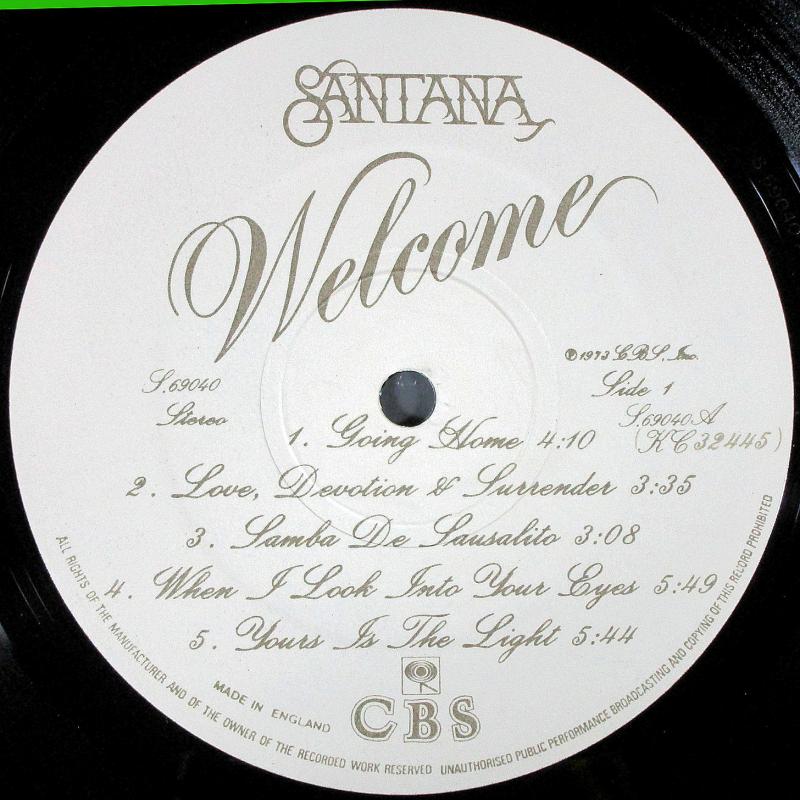 SANTANA
Welcome
℗ 1973 CBS, Inc.
S.69040
Side 1
Stereo
S.69040 A
1. Going Home 4:10
(KC 32445)
2. Love, Devotion & Surrender 3:35
3. Samba De Sausalito 3:08
4. When I Look Into Your Eyes 5:49
5. Yours Is The Light 5:44
MADE IN ENGLAND
CBS
ALL RIGHTS OF THE MANUFACTURER AND OF THE OWNER OF THE RECORDED WORK RESERVED UNAUTHORISED PUBLIC PERFORMANCE BROADCASTING AND COPYING OF THIS RECORD PROHIBITED